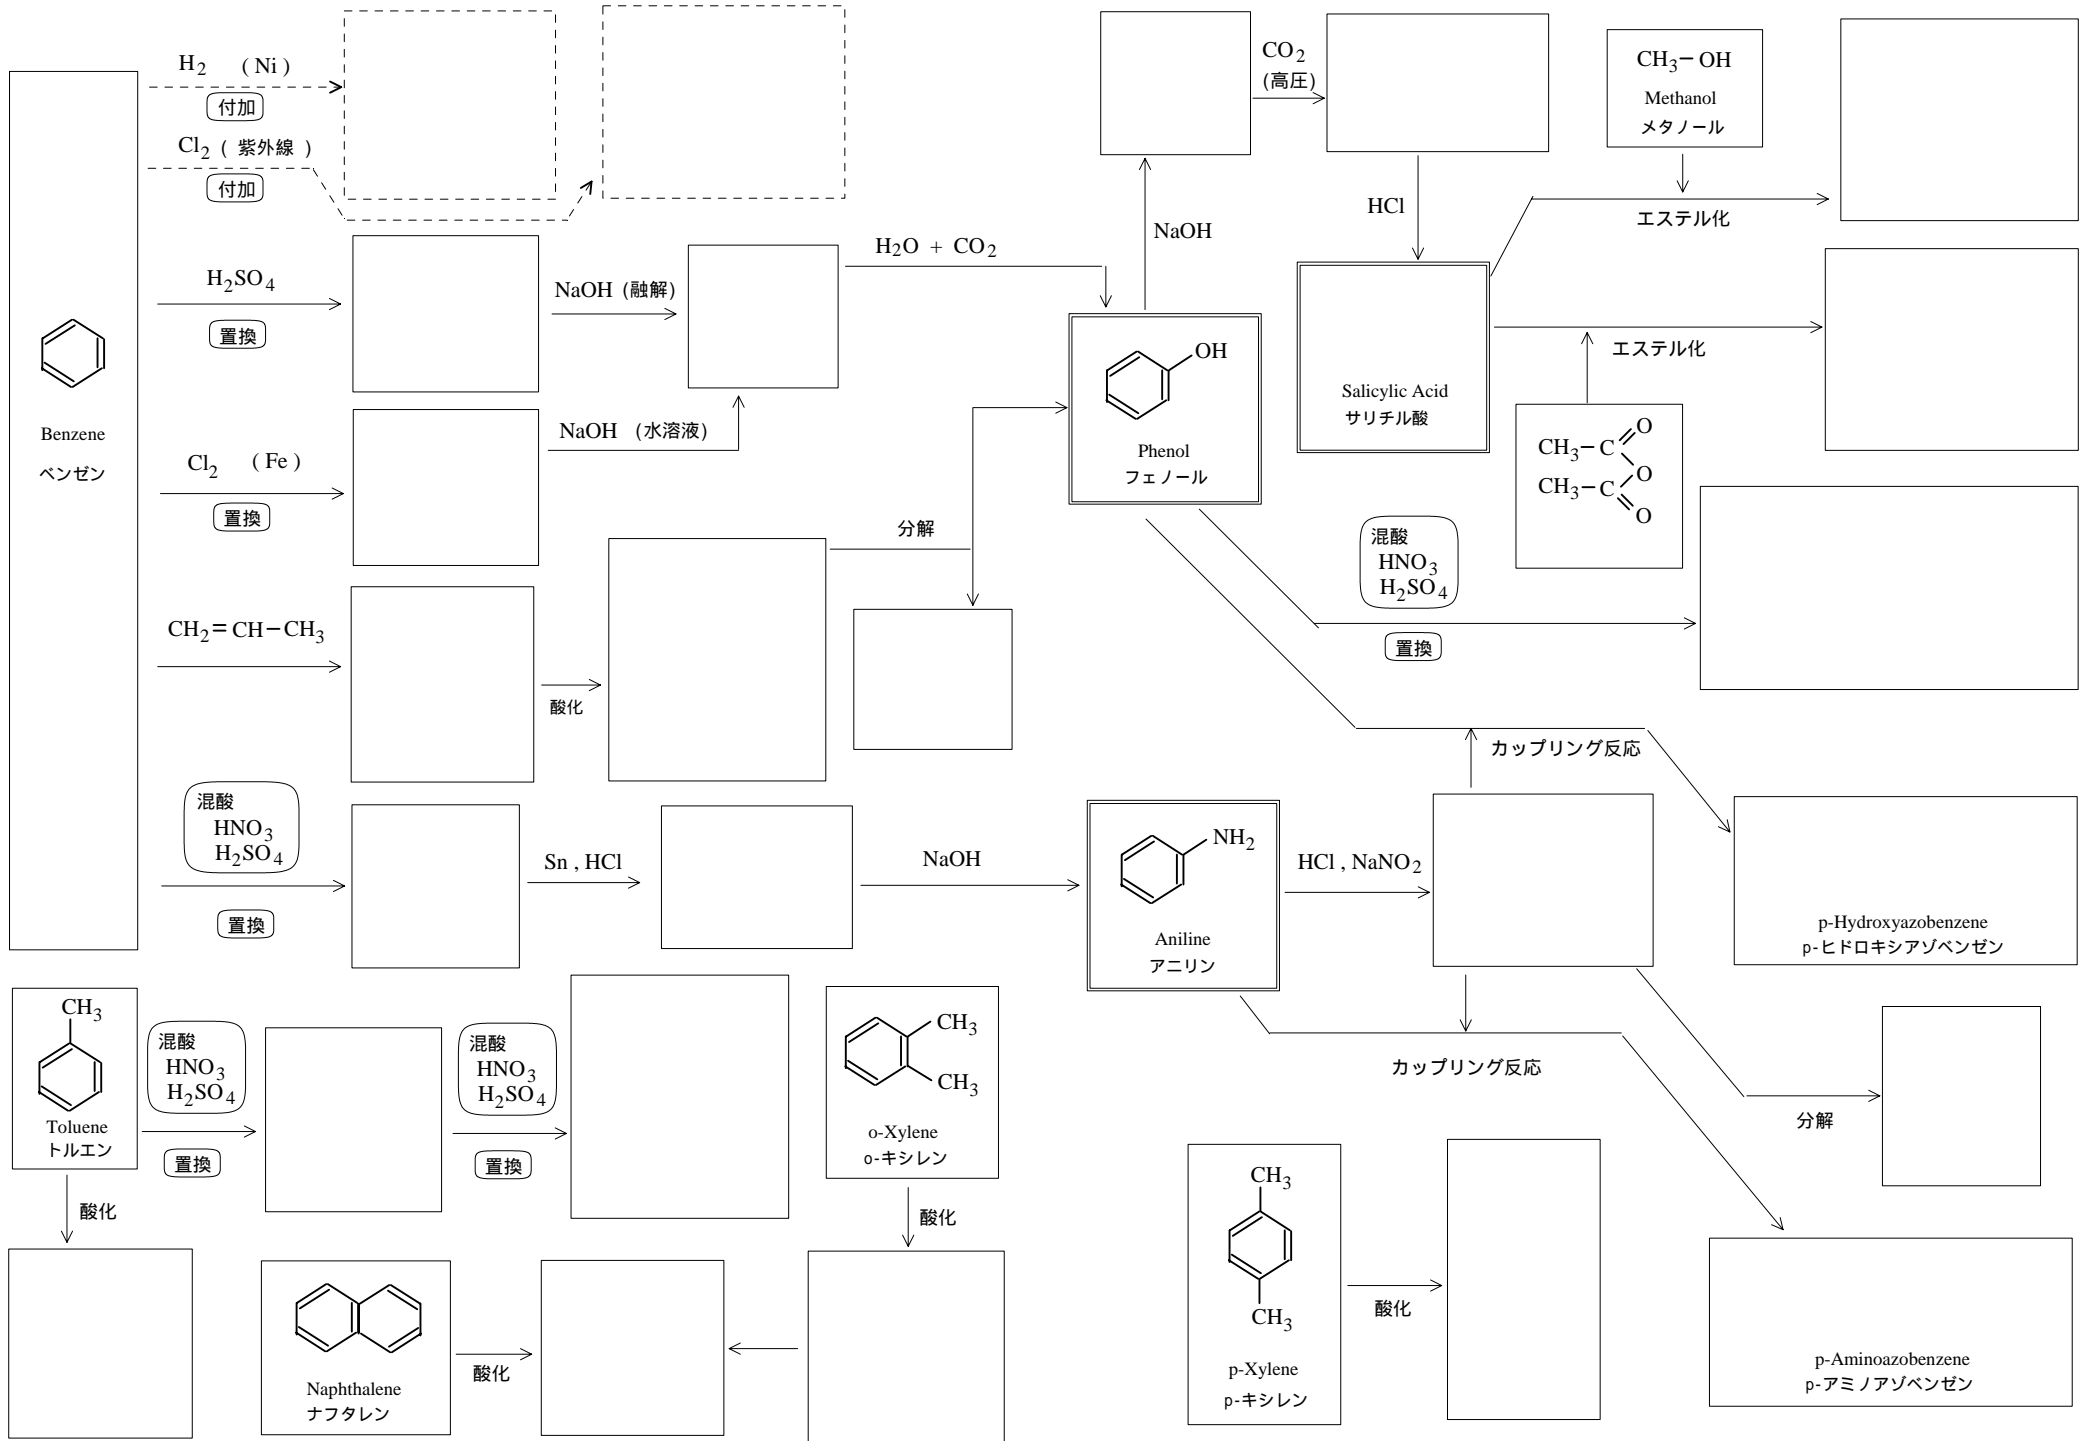 H2 ( Ni )
付加
Cl2 ( 紫外線 )
付加
H2SO4
置換
NaOH (融解)
H2O + CO2
Benzene
ベンゼン
Cl2 ( Fe )
置換
NaOH (水溶液)
CH2=CH−CH3
酸化
分解
混酸
HNO3
H2SO4
置換
Sn , HCl
NaOH
CO2
(高圧)
NaOH
HCl
CH3−OH
Methanol
メタノール
エステル化
OH
Phenol
フェノール
Salicylic Acid
サリチル酸
エステル化
CH3−C O
O
CH3−C O
混酸
HNO3
H2SO4
置換
カップリング反応
NH2
Aniline
アニリン
HCl , NaNO2
p-Hydroxyazobenzene
p-ヒドロキシアゾベンゼン
カップリング反応
分解
p-Aminoazobenzene
p-アミノアゾベンゼン
CH3
Toluene
トルエン
混酸
HNO3
H2SO4
置換
混酸
HNO3
H2SO4
置換
酸化
CH3
CH3
o-Xylene
o-キシレン
酸化
Naphthalene
ナフタレン
酸化
CH3
CH3
p-Xylene
p-キシレン
酸化